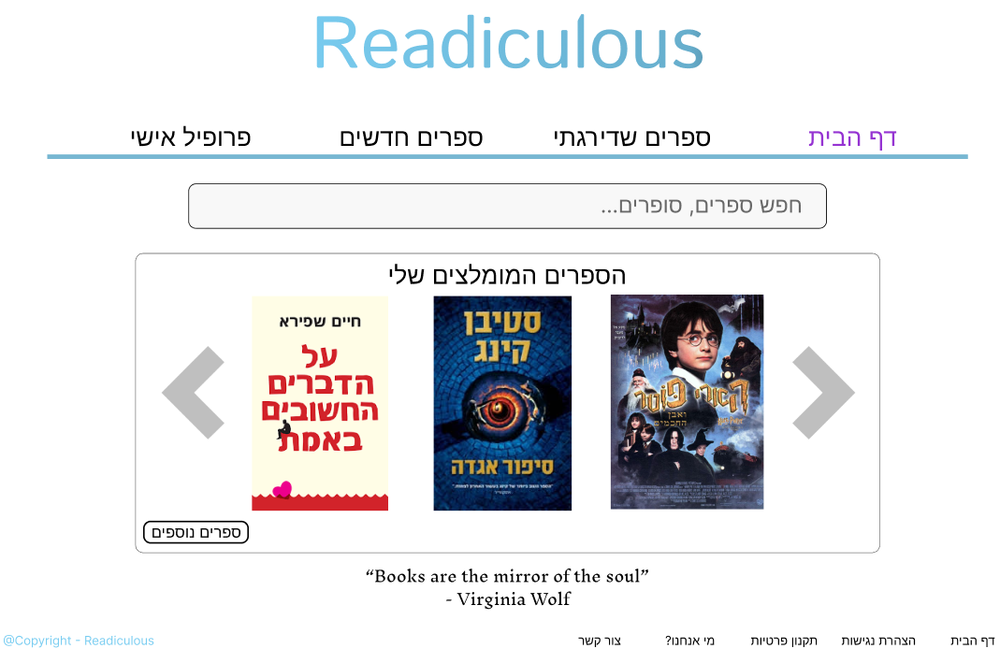 Readiculous
דף הבית
ספרים שדירגתי
ספרים חדשים
פרופיל אישי
חפש ספרים, סופרים...
הספרים המומלצים שלי
הארי פוטר
ואבן
החכמים
סטיבן
קינג
סיפור אגדה
חיים שפירא
על
הדברים
החשובים
באמת
ספרים נוספים
“Books are the mirror of the soul”
- Virginia Wolf
דף הבית
הצהרת נגישות
תקנון פרטיות
מי אנחנו?
צור קשר
@Copyright - Readiculous